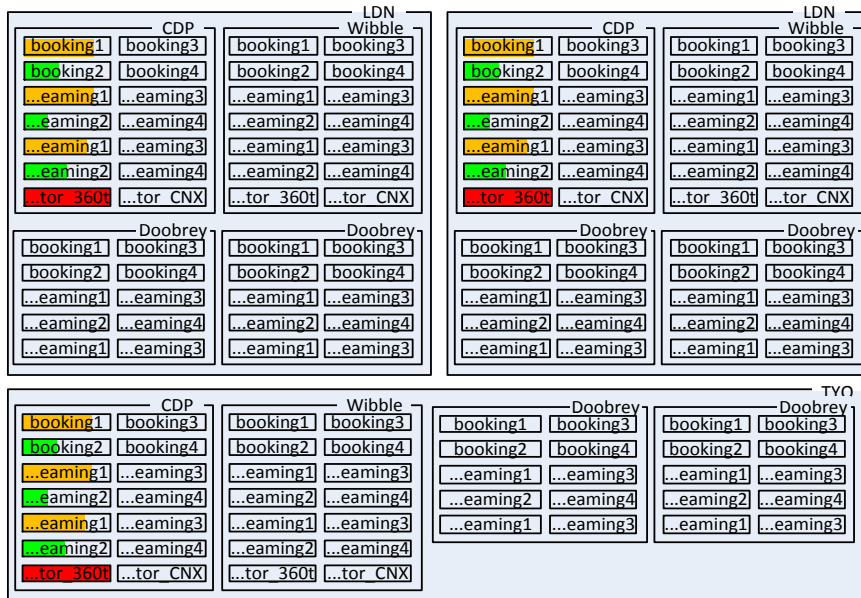 LDN
CDP
booking1 booking3
booking2 booking4
...eaming1 ...eaming3
...eaming2 ...eaming4
...eaming1 ...eaming3
...eaming2 ...eaming4
...tor_360t ...tor_CNX
Wibble
booking1 booking3
booking2 booking4
...eaming1 ...eaming3
...eaming2 ...eaming4
...eaming1 ...eaming3
...eaming2 ...eaming4
...tor_360t ...tor_CNX
Doobrey
booking1 booking3
booking2 booking4
...eaming1 ...eaming3
...eaming2 ...eaming4
...eaming1 ...eaming3
Doobrey
booking1 booking3
booking2 booking4
...eaming1 ...eaming3
...eaming2 ...eaming4
...eaming1 ...eaming3
LDN
CDP
booking1 booking3
booking2 booking4
...eaming1 ...eaming3
...eaming2 ...eaming4
...eaming1 ...eaming3
...eaming2 ...eaming4
...tor_360t ...tor_CNX
Wibble
booking1 booking3
booking2 booking4
...eaming1 ...eaming3
...eaming2 ...eaming4
...eaming1 ...eaming3
...eaming2 ...eaming4
...tor_360t ...tor_CNX
Doobrey
booking1 booking3
booking2 booking4
...eaming1 ...eaming3
...eaming2 ...eaming4
...eaming1 ...eaming3
Doobrey
booking1 booking3
booking2 booking4
...eaming1 ...eaming3
...eaming2 ...eaming4
...eaming1 ...eaming3
TYO
CDP
booking1 booking3
booking2 booking4
...eaming1 ...eaming3
...eaming2 ...eaming4
...eaming1 ...eaming3
...eaming2 ...eaming4
...tor_360t ...tor_CNX
Wibble
booking1 booking3
booking2 booking4
...eaming1 ...eaming3
...eaming2 ...eaming4
...eaming1 ...eaming3
...eaming2 ...eaming4
...tor_360t ...tor_CNX
Doobrey
booking1 booking3
booking2 booking4
...eaming1 ...eaming3
...eaming2 ...eaming4
...eaming1 ...eaming3
Doobrey
booking1 booking3
booking2 booking4
...eaming1 ...eaming3
...eaming2 ...eaming4
...eaming1 ...eaming3